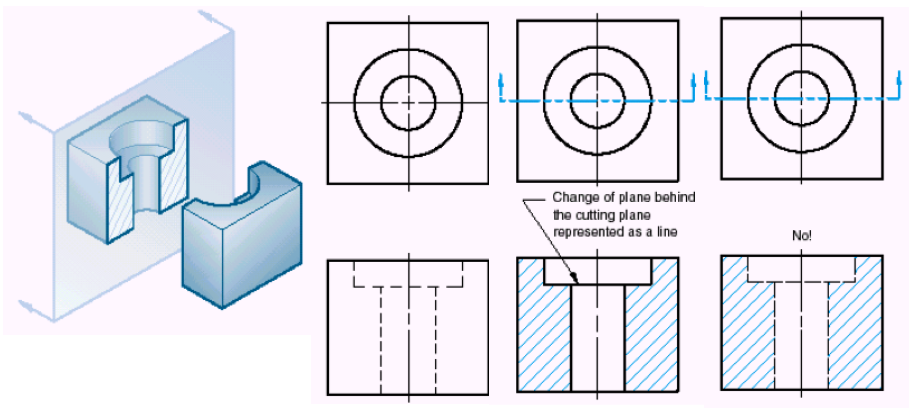 Change of plane behind
the cutting plane
represented as a line
No!